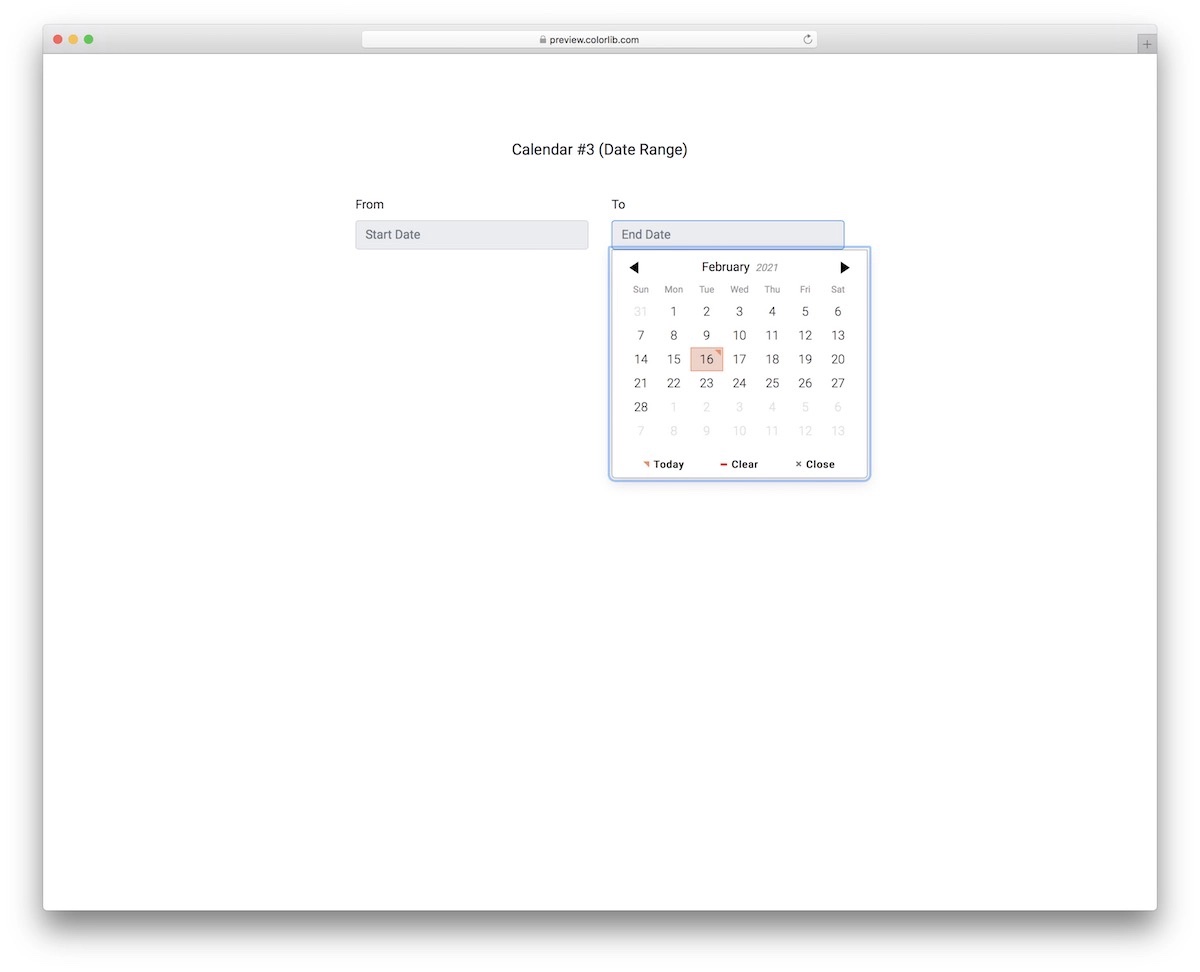 preview.colorlib.com
Calendar #3 (Date Range)
From To
Start Date End Date
February 2021
Sun Mon Tue Wed Thu Fri Sat
31 1 2 3 4 5 6
7 8 9 10 11 12 13
14 15 16 17 18 19 20
21 22 23 24 25 26 27
28 1 2 3 4 5 6
7 8 9 10 11 12 13
Today Clear × Close